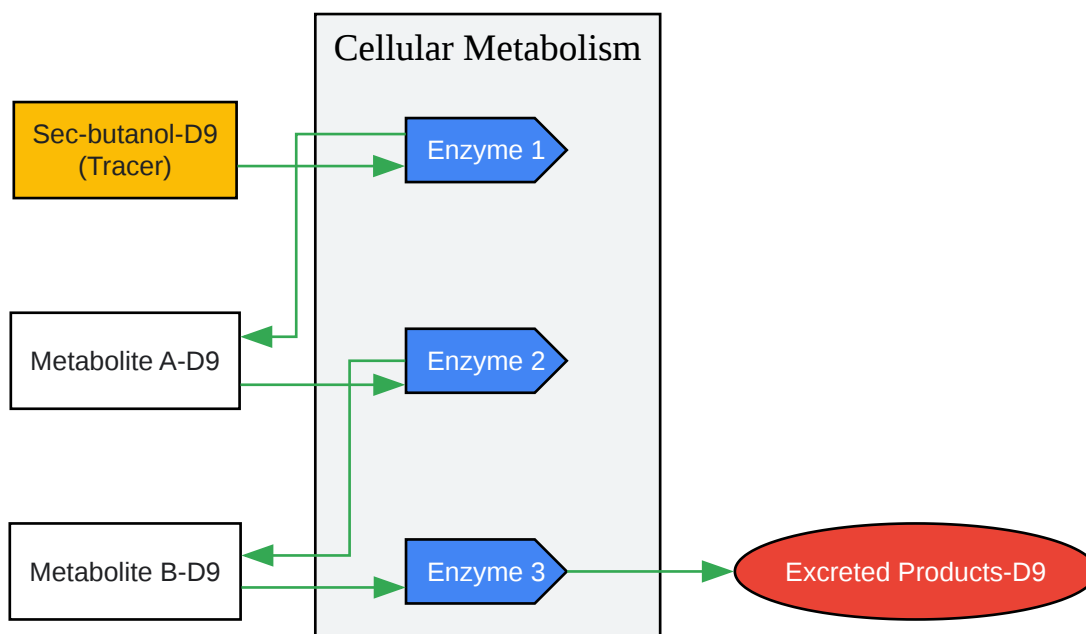 Cellular Metabolism
Sec-butanol-D9
(Tracer)
Enzyme 1
Metabolite A-D9
Enzyme 2
Metabolite B-D9
Enzyme 3
Excreted Products-D9